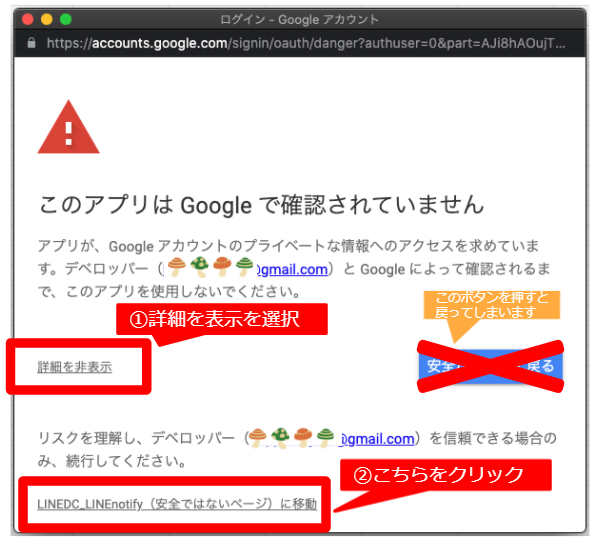 ログイン - Google アカウント
https://accounts.google.com/signin/oauth/danger?authuser=0&part=AJi8hAOujT...
このアプリは Google で確認されていません
アプリが、Google アカウントのプライベートな情報へのアクセスを求めていま
す。デベロッパー（@gmail.com）と Google によって確認されるま
で、このアプリを使用しないでください。
①詳細を表示を選択
このボタンを押すと
戻ってしまいます
詳細を非表示
安全 戻る
リスクを理解し、デベロッパー（@gmail.com）を信頼できる場合の
み、続行してください。
②こちらをクリック
LINEDC_LINEnotify（安全ではないページ）に移動